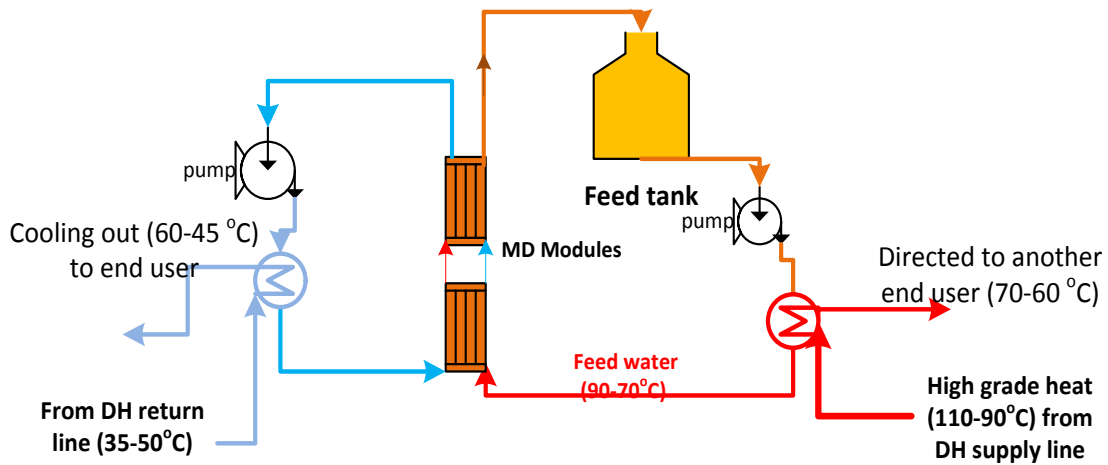 pump
Cooling out (60-45 °C)
to end user
From DH return
line (35-50°C)
MD Modules
Feed tank
pump
Feed water
(90-70°C)
Directed to another
end user (70-60 °C)
High grade heat
(110-90°C) from
DH supply line